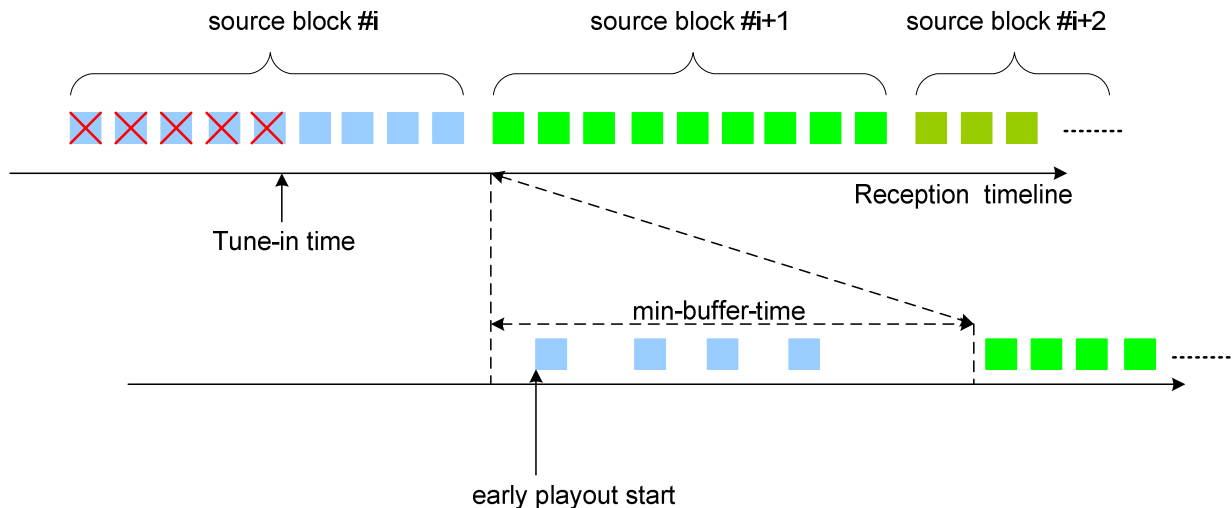 source block #i
source block #i+1
source block #i+2
Reception timeline
Tune-in time
min-buffer-time
early playout start